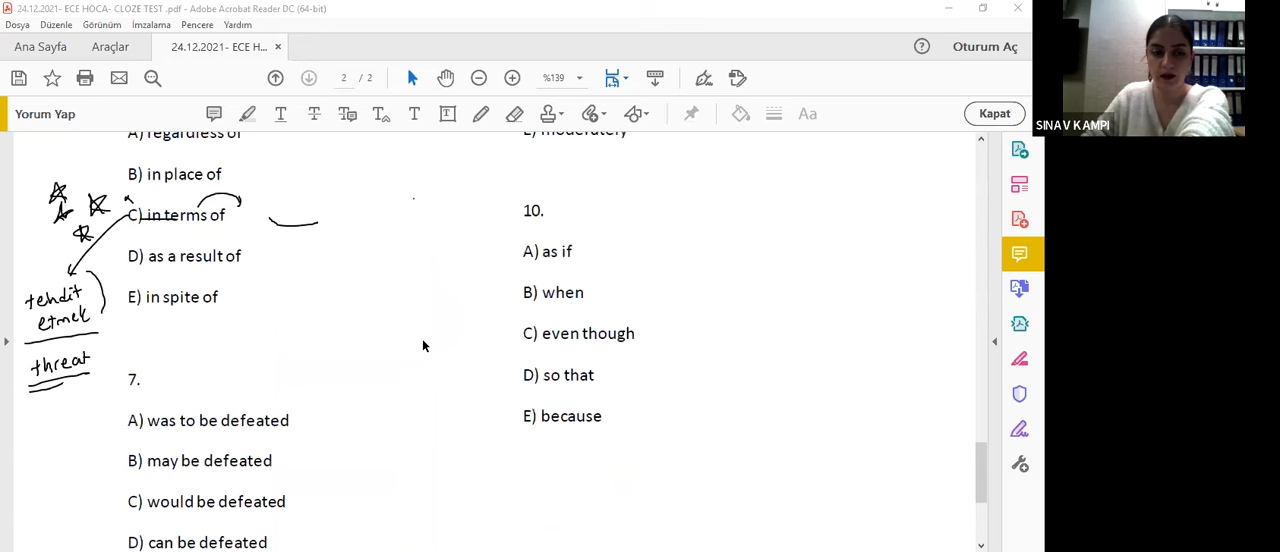 24.12.2021- ECE HOCA- CLOZE TEST .pdf - Adobe Acrobat Reader DC (64-bit)
Dosya Düzenle Görünüm İmzalama Pencere Yardım
Ana Sayfa Araçlar 24.12.2021- ECE H... × Oturum Aç
2 / 2 %139
Yorum Yap Kapat
SINAV KAMPI
A) regardless of
B) in place of
C) in terms of
D) as a result of
E) in spite of
tehdit
etmek
threat
7.
A) was to be defeated
B) may be defeated
C) would be defeated
D) can be defeated
E) moderately
10.
A) as if
B) when
C) even though
D) so that
E) because